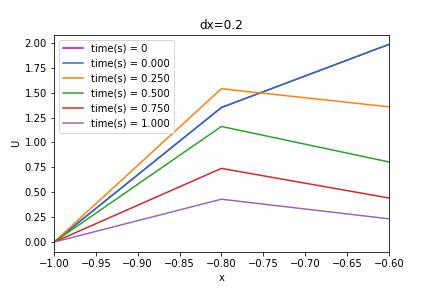 dx=0.2
2.00
1.75
1.50
1.25
1.00
0.75
0.50
0.25
0.00
U
time(s) = 0
time(s) = 0.000
time(s) = 0.250
time(s) = 0.500
time(s) = 0.750
time(s) = 1.000
−1.00 −0.95 −0.90 −0.85 −0.80 −0.75 −0.70 −0.65 −0.60
x